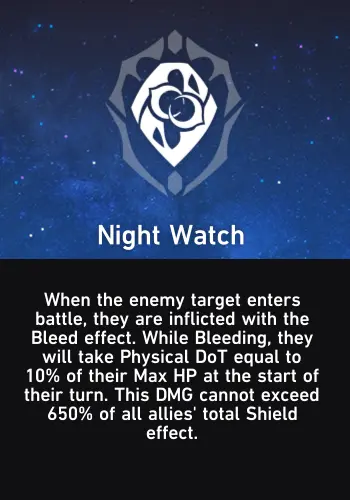 Night Watch
When the enemy target enters
battle, they are inflicted with the
Bleed effect. While Bleeding, they
will take Physical DoT equal to
10% of their Max HP at the start of
their turn. This DMG cannot exceed
650% of all allies' total Shield
effect.